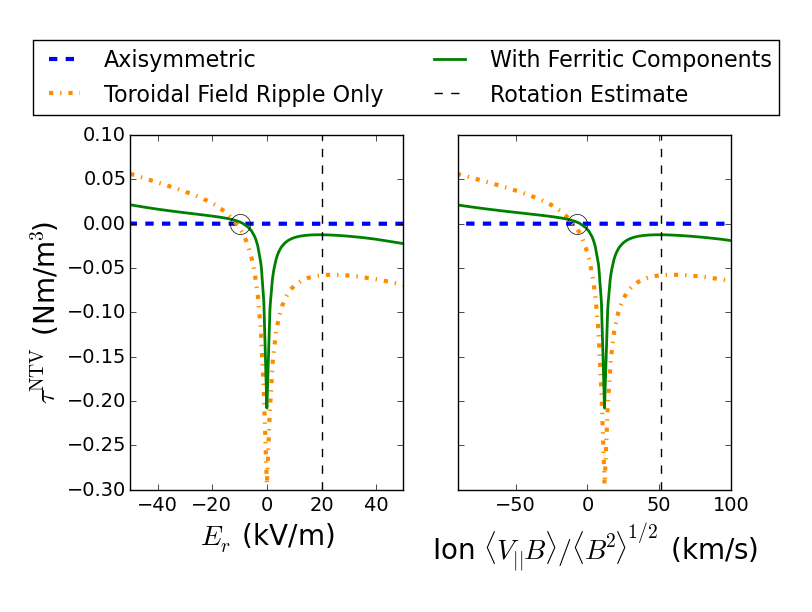 Axisymmetric
With Ferritic Components
Toroidal Field Ripple Only
Rotation Estimate
τ^NTV (Nm/m³)
0.10
0.05
0.00
−0.05
−0.10
−0.15
−0.20
−0.25
−0.30
−40 −20 0 20 40
−50 0 50 100
E_r (kV/m)
Ion ⟨V_||B⟩/⟨B²⟩^1/2 (km/s)